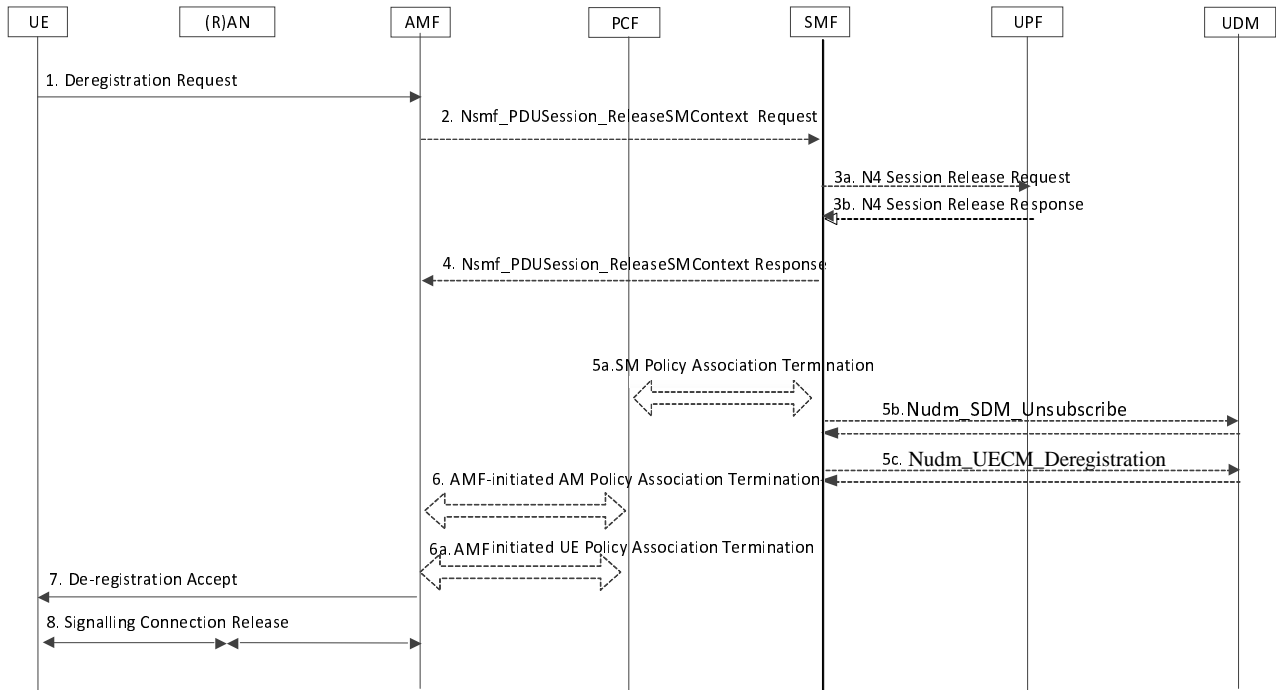 UE (R)AN AMF PCF SMF UPF UDM
1. Deregistration Request
2. Nsmf_PDUSession_ReleaseSMContext Request
3a. N4 Session Release Request
3b. N4 Session Release Response
4. Nsmf_PDUSession_ReleaseSMContext Response
5a.SM Policy Association Termination
5b. Nudm_SDM_Unsubscribe
5c. Nudm_UECM_Deregistration
6. AMF-initiated AM Policy Association Termination
6a. AMF initiated UE Policy Association Termination
7. De-registration Accept
8. Signalling Connection Release